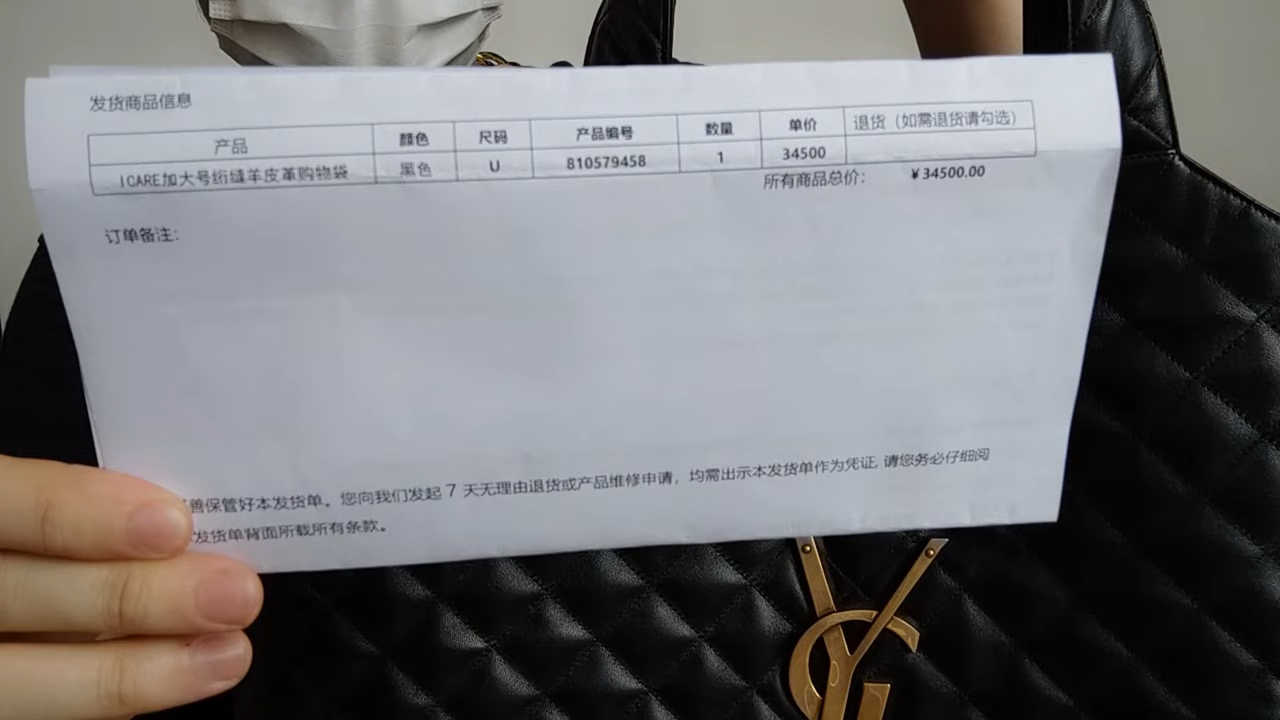 发货商品信息
产品 颜色 尺码 产品编号 数量 单价 退货（如需退货请勾选）
ICARE加大号绗缝羊皮革购物袋 黑色 U 810579458 1 34500
所有商品总价： ￥34500.00
订单备注：
善保管好本发货单。您向我们发起 7 天无理由退货或产品维修申请，均需出示本发货单作为凭证, 请您务必仔细阅
发货单背面所载所有条款。